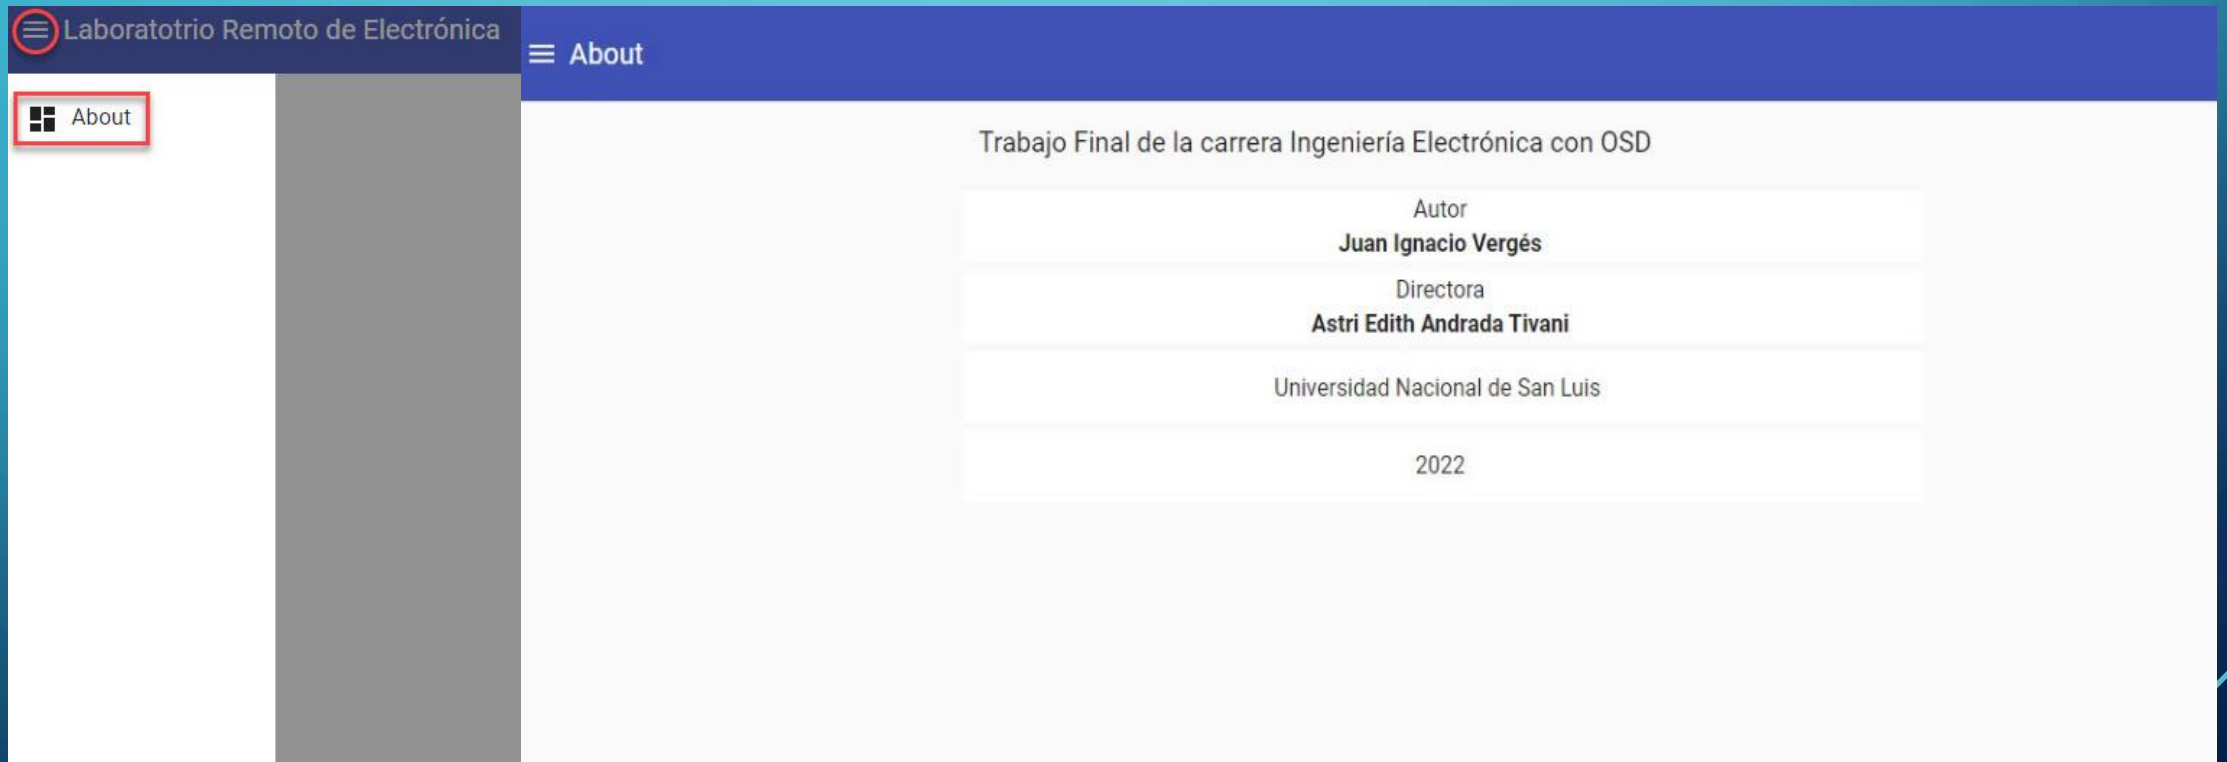 Laboratotrio Remoto de Electrónica
About
About
Trabajo Final de la carrera Ingeniería Electrónica con OSD
Autor
Juan Ignacio Vergés
Directora
Astri Edith Andrada Tivani
Universidad Nacional de San Luis
2022